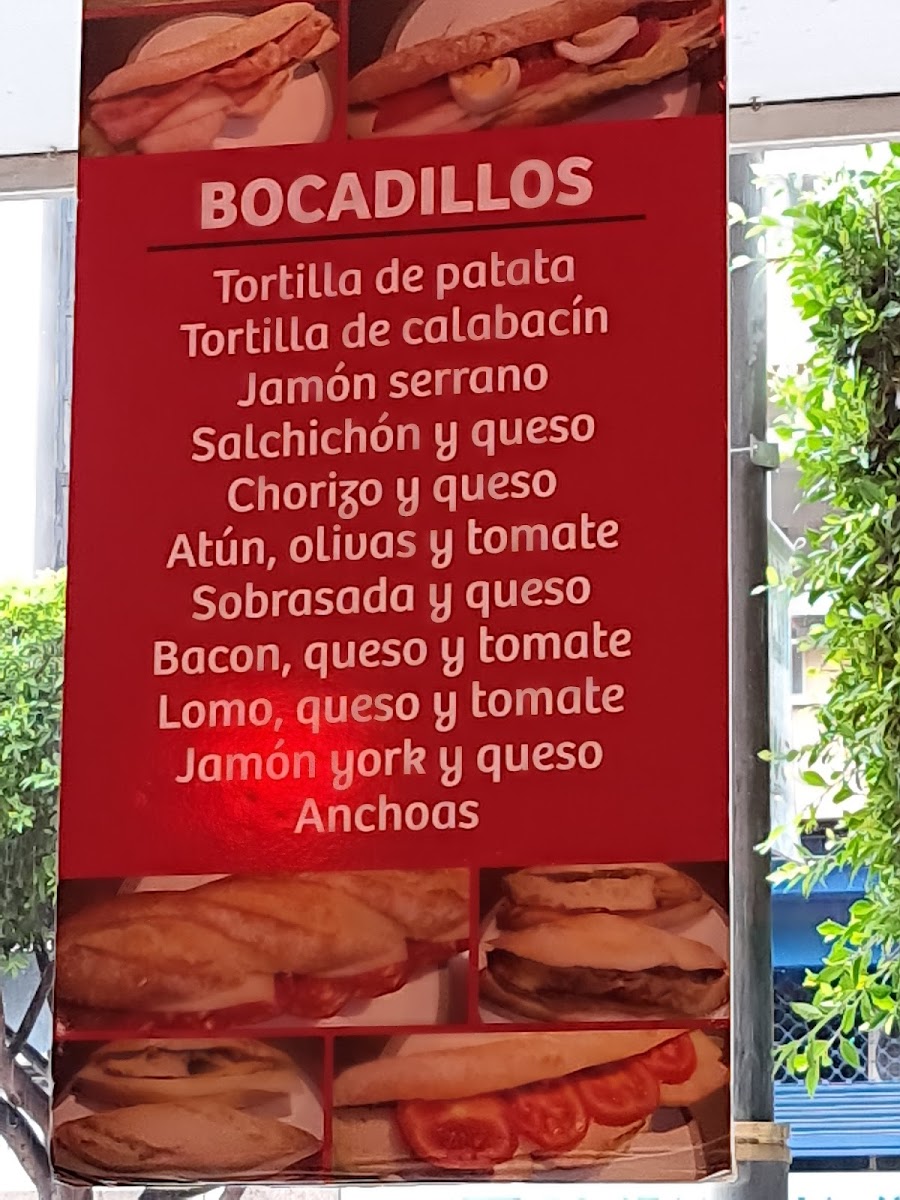 BOCADILLOS
Tortilla de patata
Tortilla de calabacín
Jamón serrano
Salchichón y queso
Chorizo y queso
Atún, olivas y tomate
Sobrasada y queso
Bacon, queso y tomate
Lomo, queso y tomate
Jamón york y queso
Anchoas